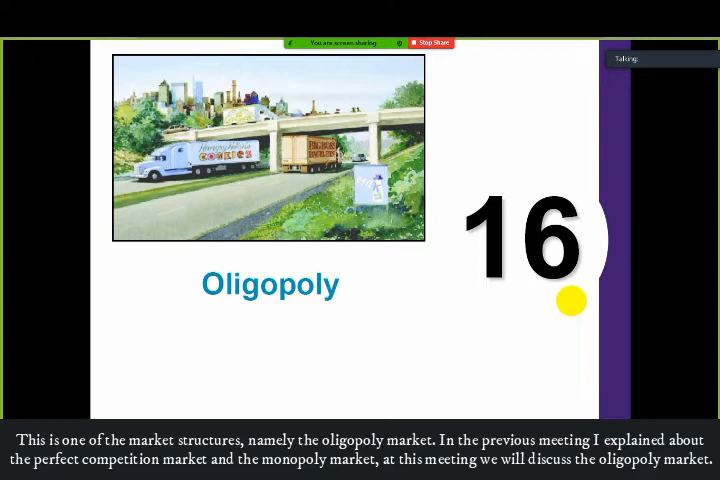 You are screen sharing
Stop Share
Talking:
COOKIES
16
Oligopoly
This is one of the market structures, namely the oligopoly market. In the previous meeting I explained about
the perfect competition market and the monopoly market, at this meeting we will discuss the oligopoly market.